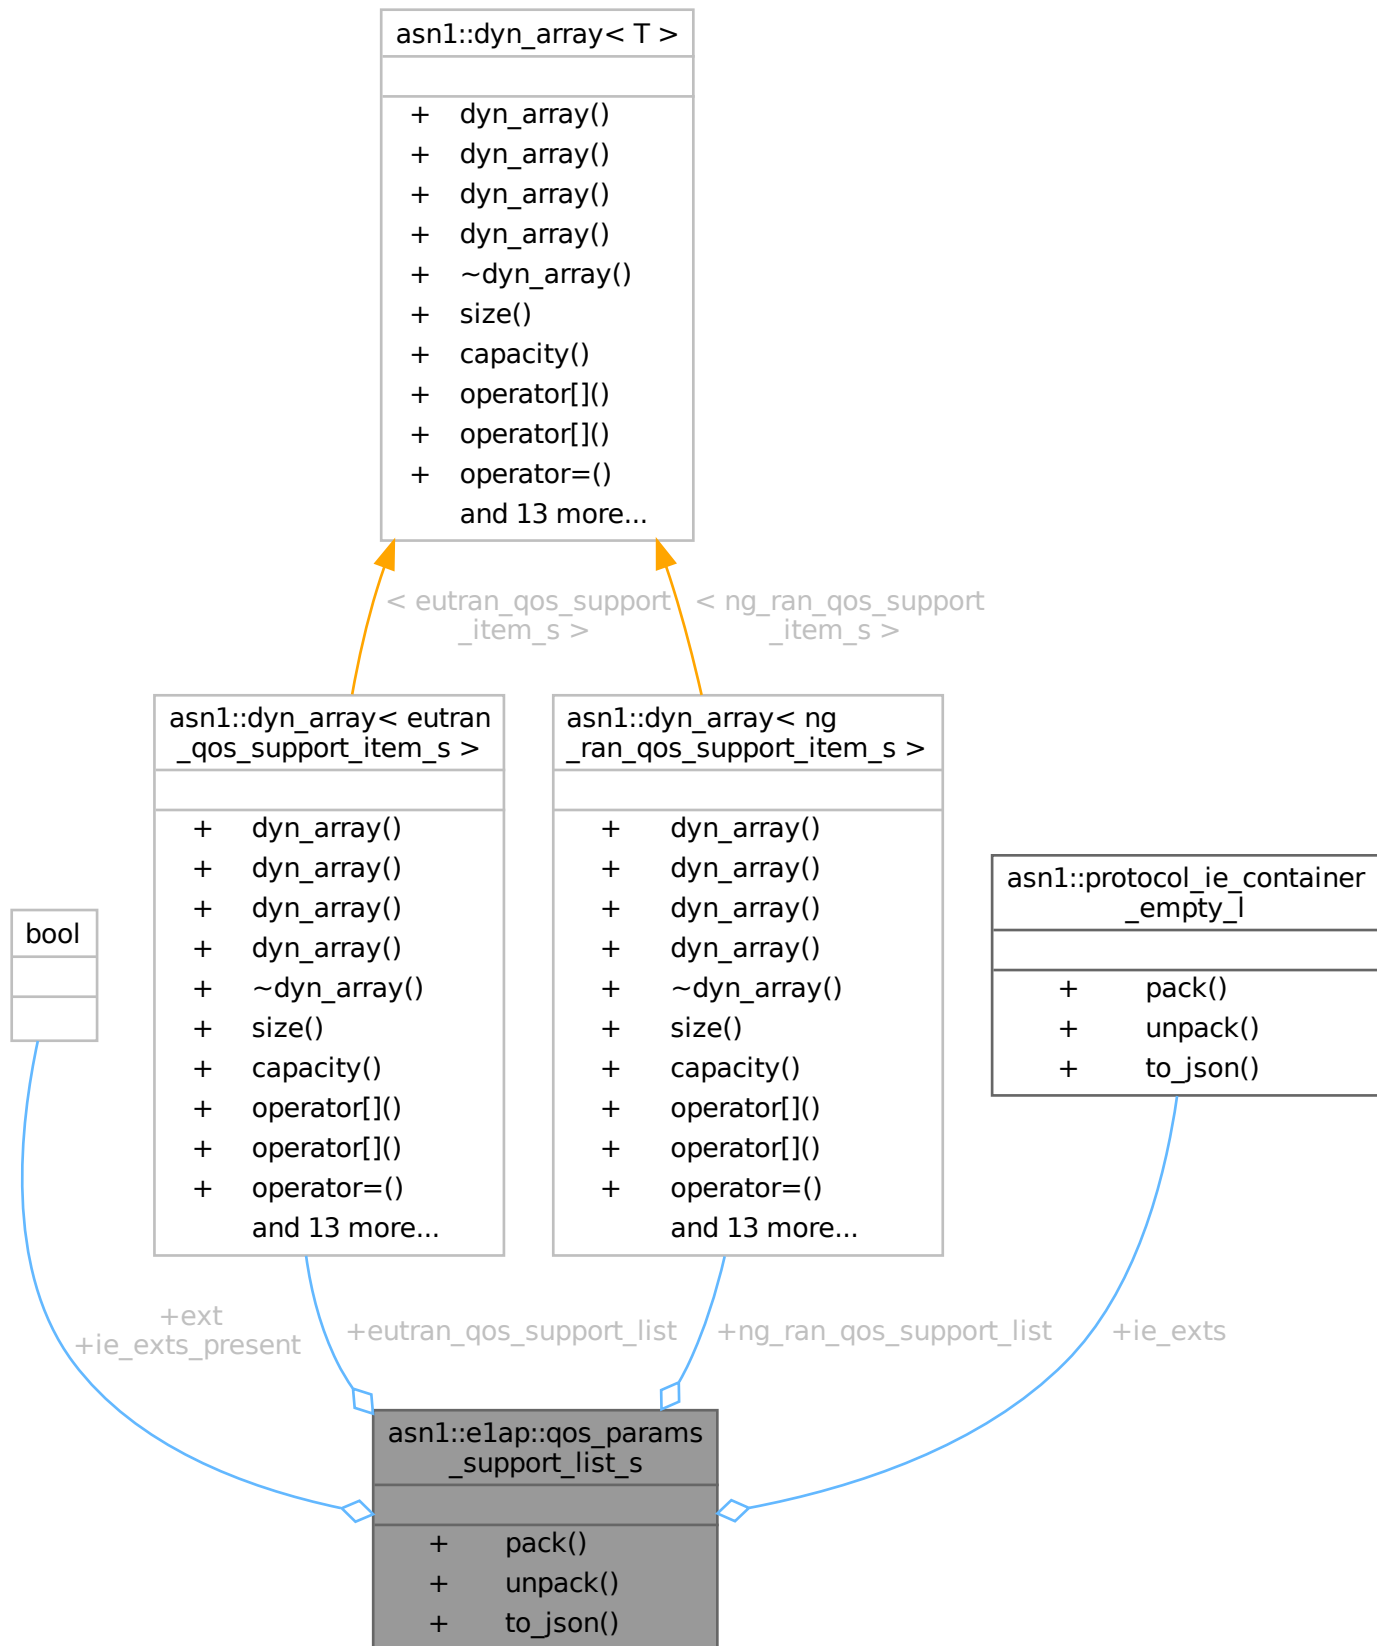 asn1::dyn_array< T >
+ dyn_array()
+ dyn_array()
+ dyn_array()
+ dyn_array()
+ ~dyn_array()
+ size()
+ capacity()
+ operator[]()
+ operator[]()
+ operator=()
and 13 more...
< eutran_qos_support
_item_s >
< ng_ran_qos_support
_item_s >
asn1::dyn_array< eutran
_qos_support_item_s >
+ dyn_array()
+ dyn_array()
+ dyn_array()
+ dyn_array()
+ ~dyn_array()
+ size()
+ capacity()
+ operator[]()
+ operator[]()
+ operator=()
and 13 more...
asn1::dyn_array< ng
_ran_qos_support_item_s >
+ dyn_array()
+ dyn_array()
+ dyn_array()
+ dyn_array()
+ ~dyn_array()
+ size()
+ capacity()
+ operator[]()
+ operator[]()
+ operator=()
and 13 more...
asn1::protocol_ie_container
_empty_l
+ pack()
+ unpack()
+ to_json()
bool
+ext
+ie_exts_present
+eutran_qos_support_list
+ng_ran_qos_support_list
+ie_exts
asn1::e1ap::qos_params
_support_list_s
+ pack()
+ unpack()
+ to_json()